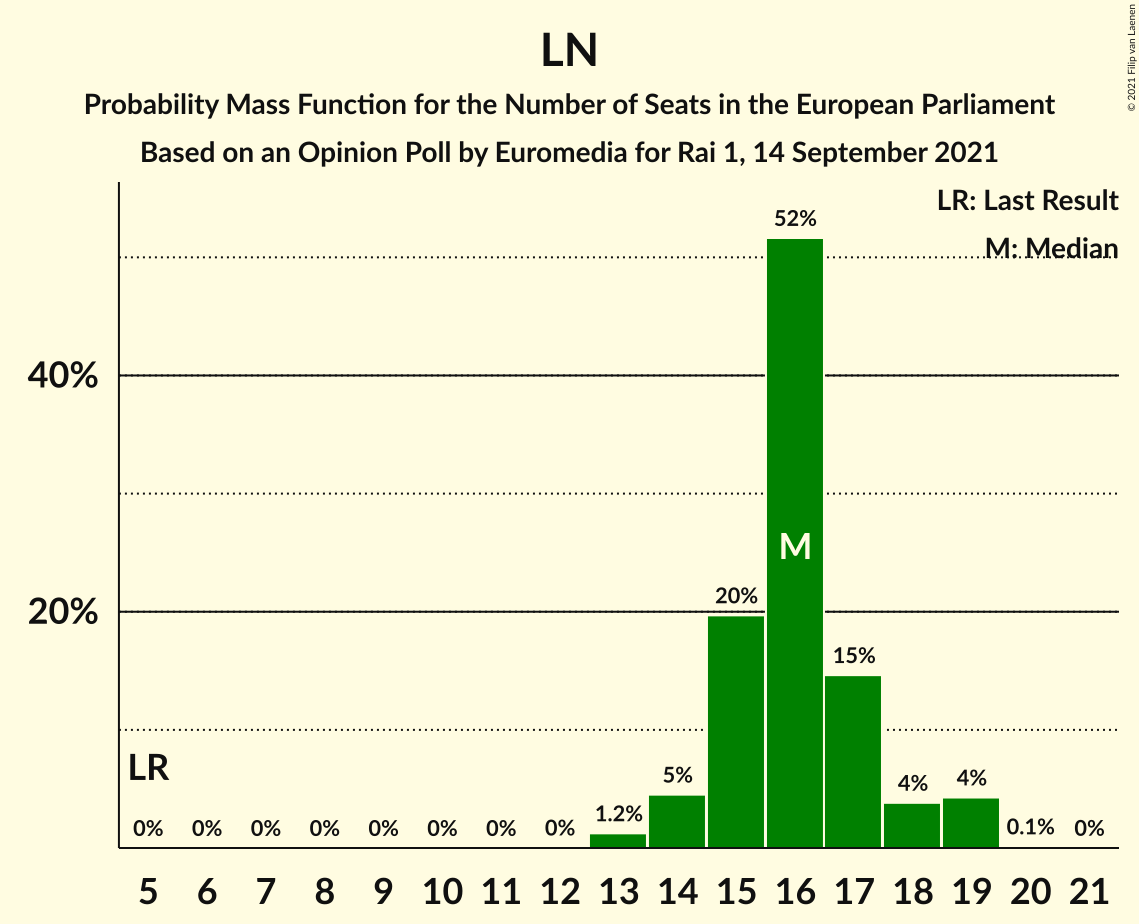 LN
Probability Mass Function for the Number of Seats in the European Parliament
Based on an Opinion Poll by Euromedia for Rai 1, 14 September 2021
© 2021 Filip van Laenen
LR: Last Result
M: Median
52%
40%
M
20%
20%
15%
LR
5%
4%
4%
1.2%
0% 0% 0% 0% 0% 0% 0% 0% 0.1% 0%
5 6 7 8 9 10 11 12 13 14 15 16 17 18 19 20 21